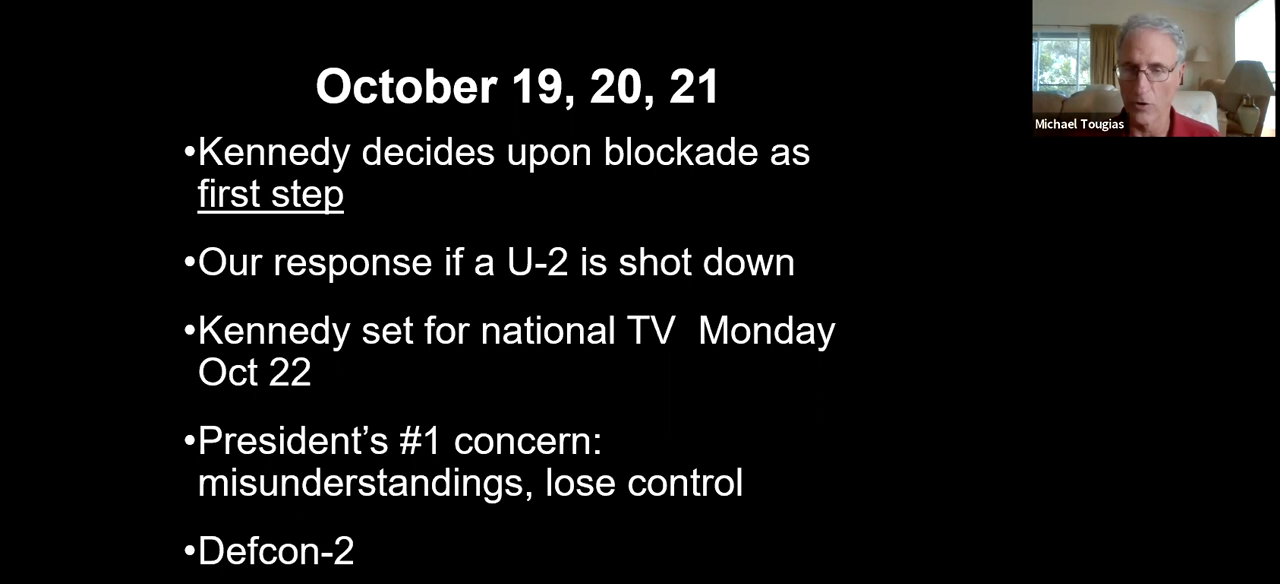 October 19, 20, 21
•Kennedy decides upon blockade as
first step
•Our response if a U-2 is shot down
•Kennedy set for national TV  Monday
Oct 22
•President’s #1 concern:
misunderstandings, lose control
•Defcon-2
Michael Tougias